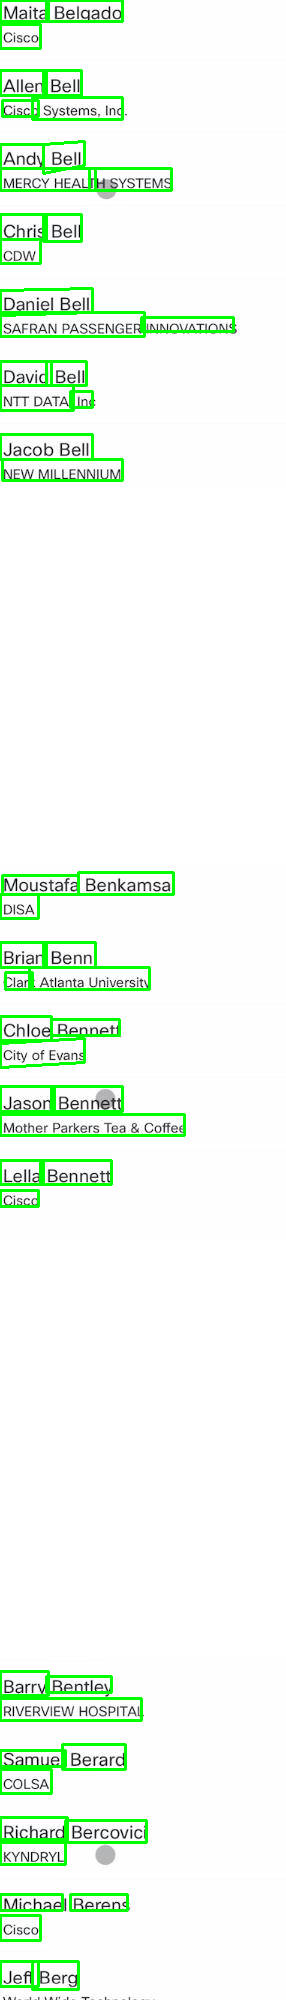 Maita Belgado
Cisco
Allen Bell
Cisco Systems, Inc.
Andy Bell
MERCY HEALTH SYSTEMS
Chris Bell
CDW
Daniel Bell
SAFRAN PASSENGER INNOVATIONS
David Bell
NTT DATA, Inc
Jacob Bell
NEW MILLENNIUM
Moustafa Benkamsa
DISA
Brian Benn
Clark Atlanta University
Chloe Bennett
City of Evans
Jason Bennett
Mother Parkers Tea & Coffee
Lella Bennett
Cisco
Barry Bentley
RIVERVIEW HOSPITAL
Samuel Berard
COLSA
Richard Bercovici
KYNDRYL
Michael Berens
Cisco
Jeff Berg
World Wide Technology